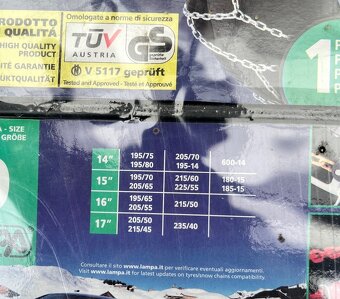 PRODOTTO
QUALITÀ
HIGH QUALITY
PRODUCT
GARANTIE
Omologate a norme di sicurezza
TÜV
AUSTRIA
GS
V 5117 geprüft
Tested and Approved - Teste et Approuvé
- SIZE
GRÖßE
14" 195/75 205/70 600-14
195/80 195-14
15" 195/70 215/60 180-15
205/65 225/55 185-15
16" 195/65 215/50
205/55
17" 205/50 235/40
215/45
Consultare il sito www.lampa.it per verificare eventuali aggiornamenti.
Visit www.lampa.it for latest updates on tyres/snow chains compatibility.